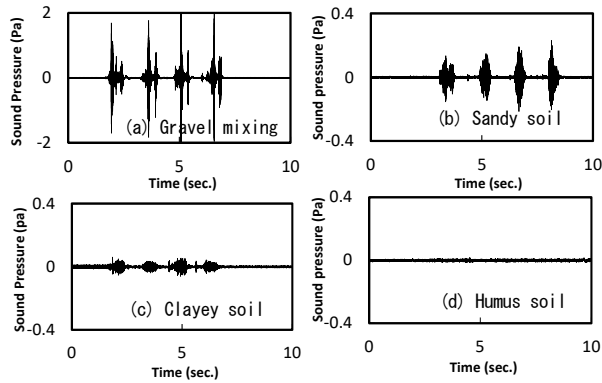 Sound Pressure (Pa)
2
0
-2
(a) Gravel mixing
0
5
10
Time (sec.)
Sound pressure (Pa)
0.4
0
-0.4
(b) Sandy soil
0
5
10
Time (sec.)
Sound Pressure (pa)
0.4
0
-0.4
(c) Clayey soil
0
5
10
Time (sec.)
Sound pressure (Pa)
0.4
0
-0.4
(d) Humus soil
0
5
10
Time (sec.)